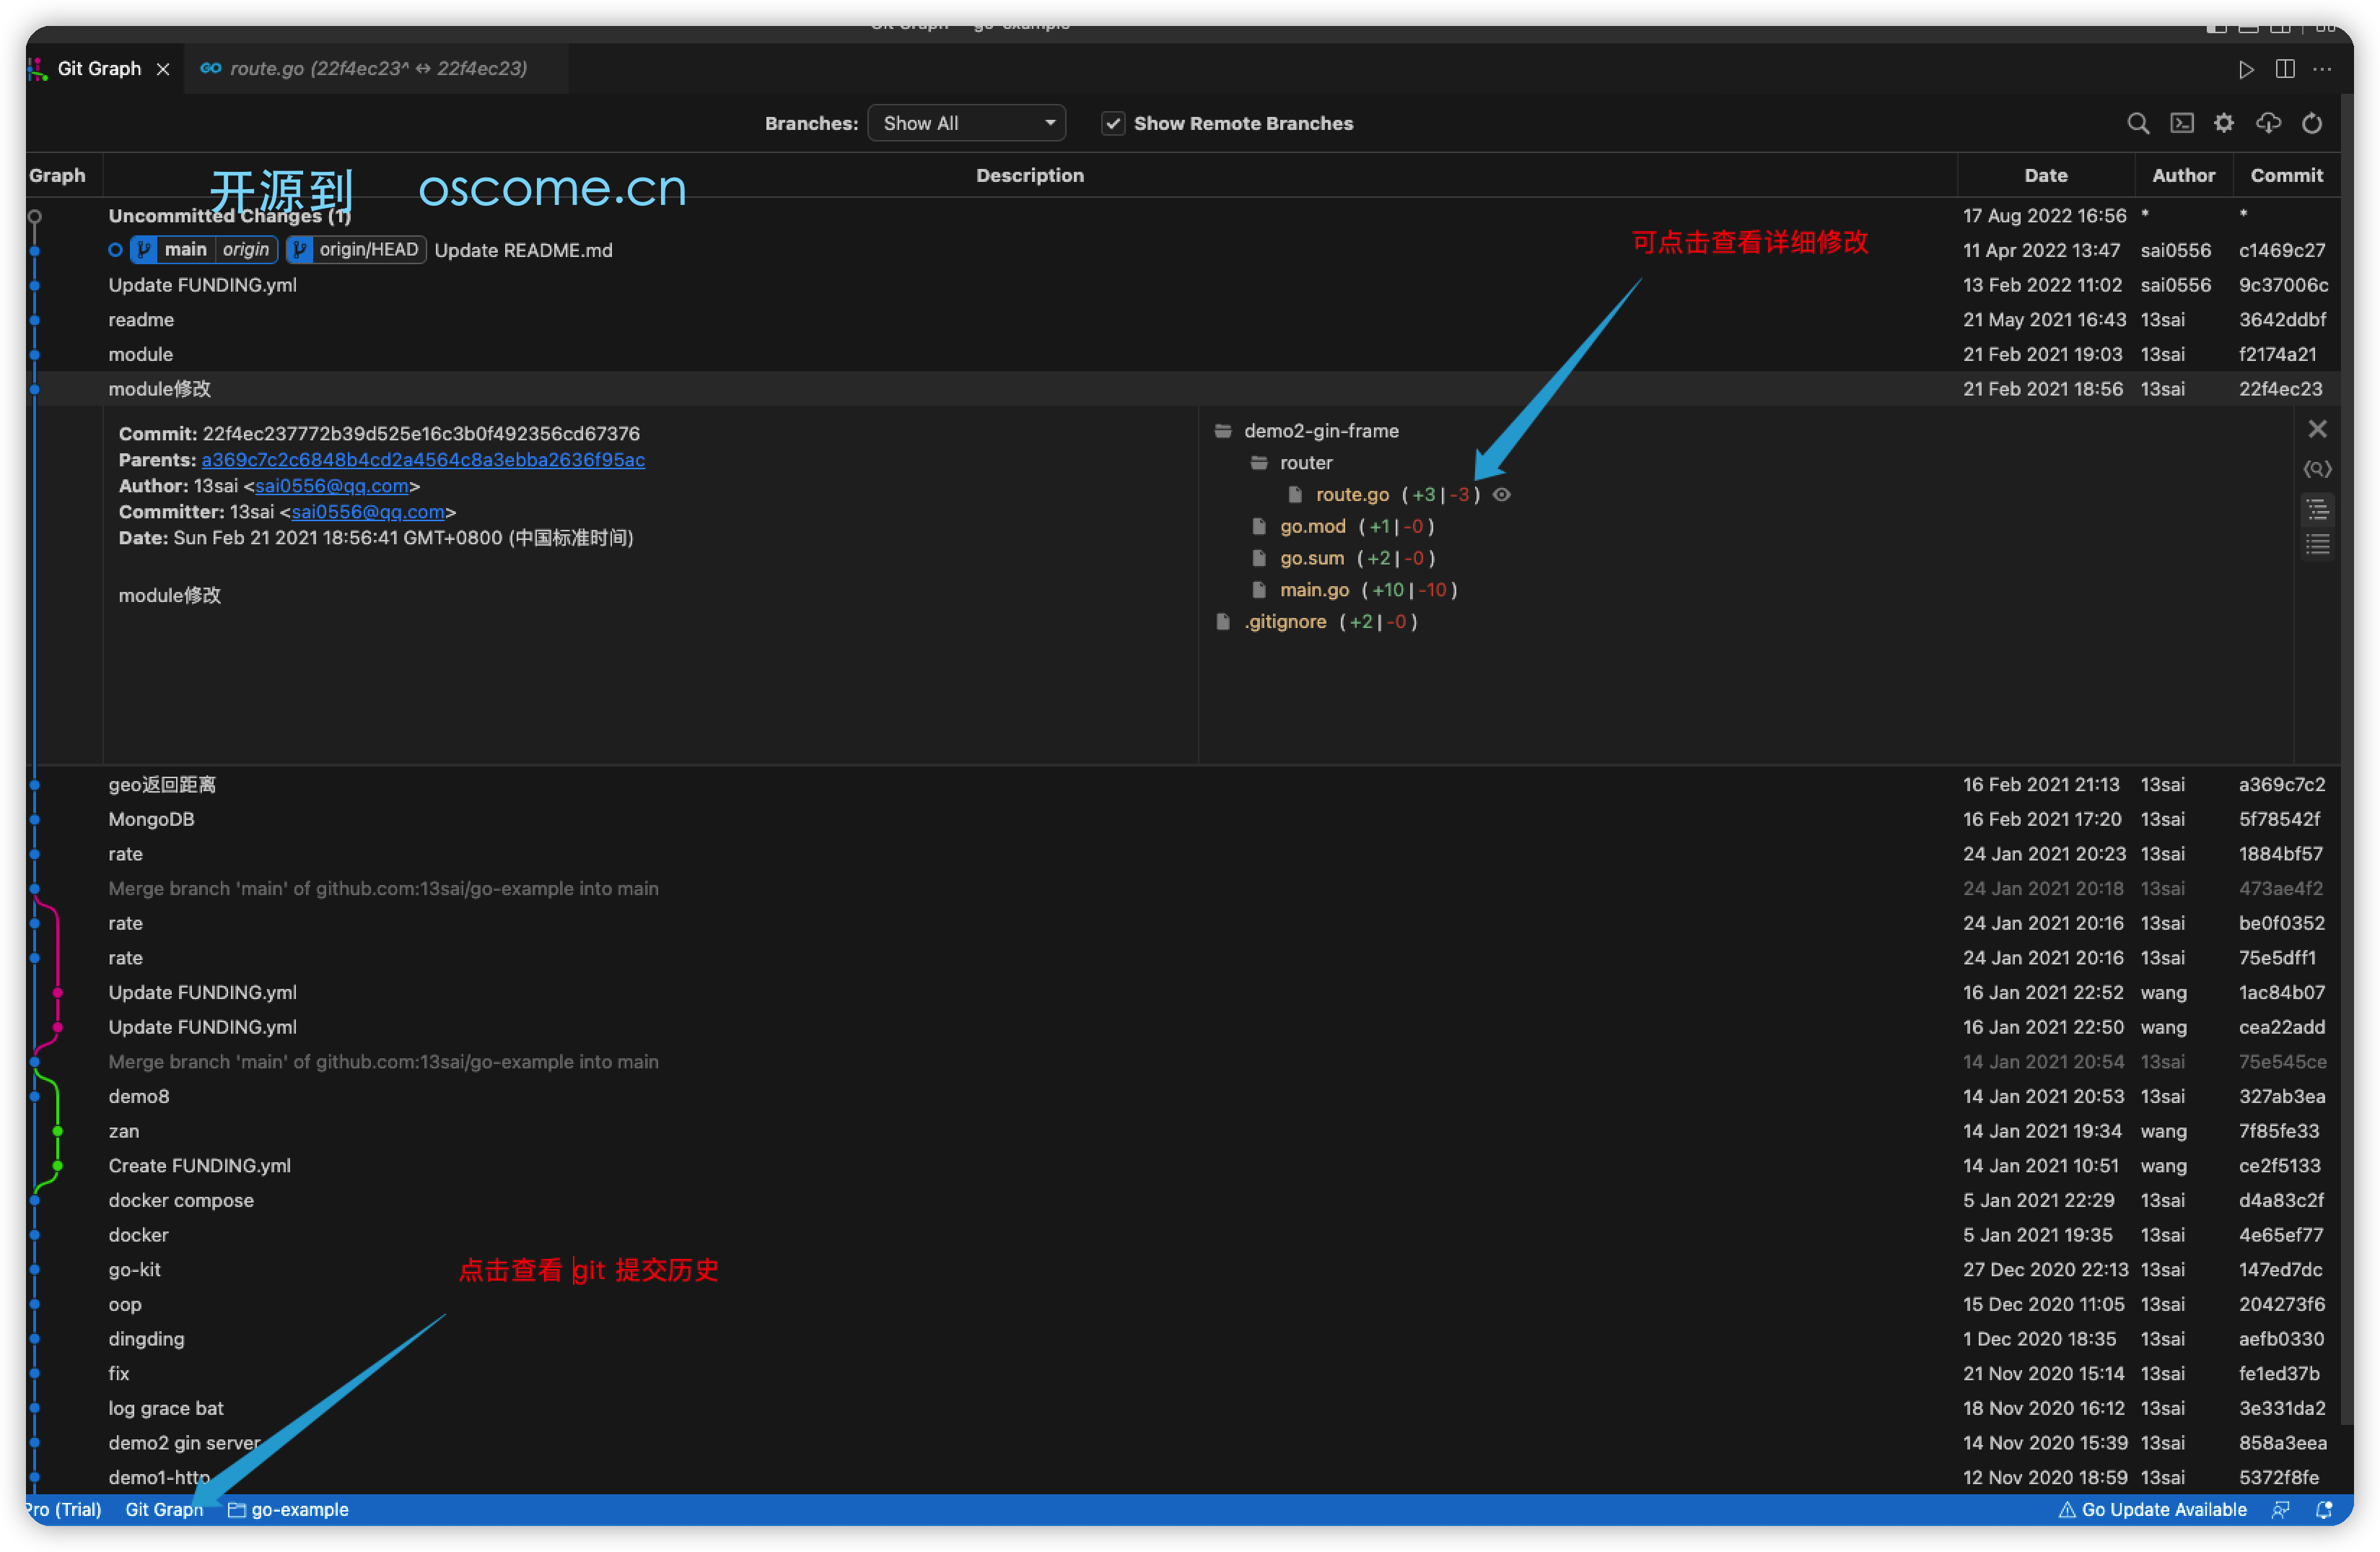 Git Graph — go-example
Git Graph
route.go (22f4ec23^ ↔ 22f4ec23)
Branches: Show All Show Remote Branches
Graph Description Date Author Commit
开源到 oscome.cn
Uncommitted Changes (1) 17 Aug 2022 16:56 * *
main origin origin/HEAD Update README.md 11 Apr 2022 13:47 sai0556 c1469c27
可点击查看详细修改
Update FUNDING.yml 13 Feb 2022 11:02 sai0556 9c37006c
readme 21 May 2021 16:43 13sai 3642ddbf
module 21 Feb 2021 19:03 13sai f2174a21
module修改 21 Feb 2021 18:56 13sai 22f4ec23
Commit: 22f4ec237772b39d525e16c3b0f492356cd67376
Parents: a369c7c2c6848b4cd2a4564c8a3ebba2636f95ac
Author: 13sai <sai0556@qq.com>
Committer: 13sai <sai0556@qq.com>
Date: Sun Feb 21 2021 18:56:41 GMT+0800 (中国标准时间)
module修改
demo2-gin-frame
router
route.go (+3|-3)
go.mod (+1|-0)
go.sum (+2|-0)
main.go (+10|-10)
.gitignore (+2|-0)
geo返回距离 16 Feb 2021 21:13 13sai a369c7c2
MongoDB 16 Feb 2021 17:20 13sai 5f78542f
rate 24 Jan 2021 20:23 13sai 1884bf57
Merge branch 'main' of github.com:13sai/go-example into main 24 Jan 2021 20:18 13sai 473ae4f2
rate 24 Jan 2021 20:16 13sai be0f0352
rate 24 Jan 2021 20:16 13sai 75e5dff1
Update FUNDING.yml 16 Jan 2021 22:52 wang 1ac84b07
Update FUNDING.yml 16 Jan 2021 22:50 wang cea22add
Merge branch 'main' of github.com:13sai/go-example into main 14 Jan 2021 20:54 13sai 75e545ce
demo8 14 Jan 2021 20:53 13sai 327ab3ea
zan 14 Jan 2021 19:34 wang 7f85fe33
Create FUNDING.yml 14 Jan 2021 10:51 wang ce2f5133
docker compose 5 Jan 2021 22:29 13sai d4a83c2f
docker 5 Jan 2021 19:35 13sai 4e65ef77
go-kit 27 Dec 2020 22:13 13sai 147ed7dc
点击查看 git 提交历史
oop 15 Dec 2020 11:05 13sai 204273f6
dingding 1 Dec 2020 18:35 13sai aefb0330
fix 21 Nov 2020 15:14 13sai fe1ed37b
log grace bat 18 Nov 2020 16:12 13sai 3e331da2
demo2 gin server 14 Nov 2020 15:39 13sai 858a3eea
demo1-http 12 Nov 2020 18:59 13sai 5372f8fe
Pro (Trial) Git Graph go-example Go Update Available